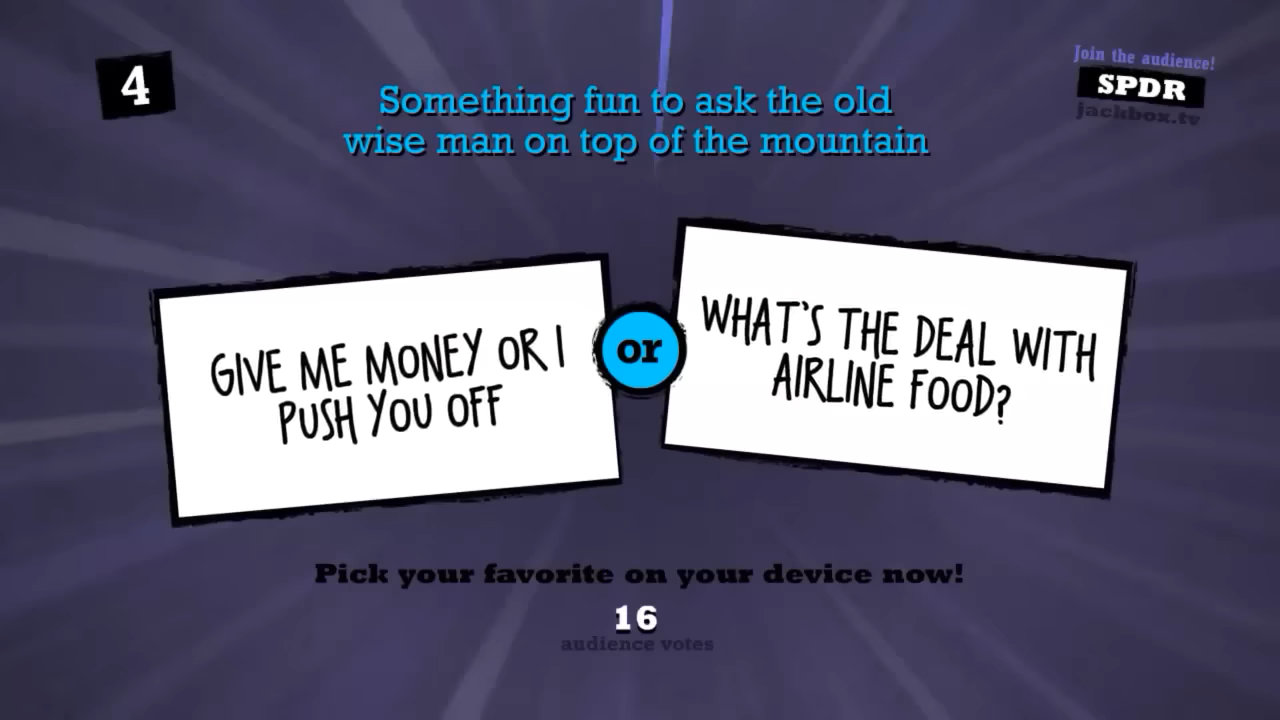 4
Join the audience!
SPDR
jackbox.tv
Something fun to ask the old
wise man on top of the mountain
GIVE ME MONEY OR I
PUSH YOU OFF
or
WHAT'S THE DEAL WITH
AIRLINE FOOD?
Pick your favorite on your device now!
16
audience votes